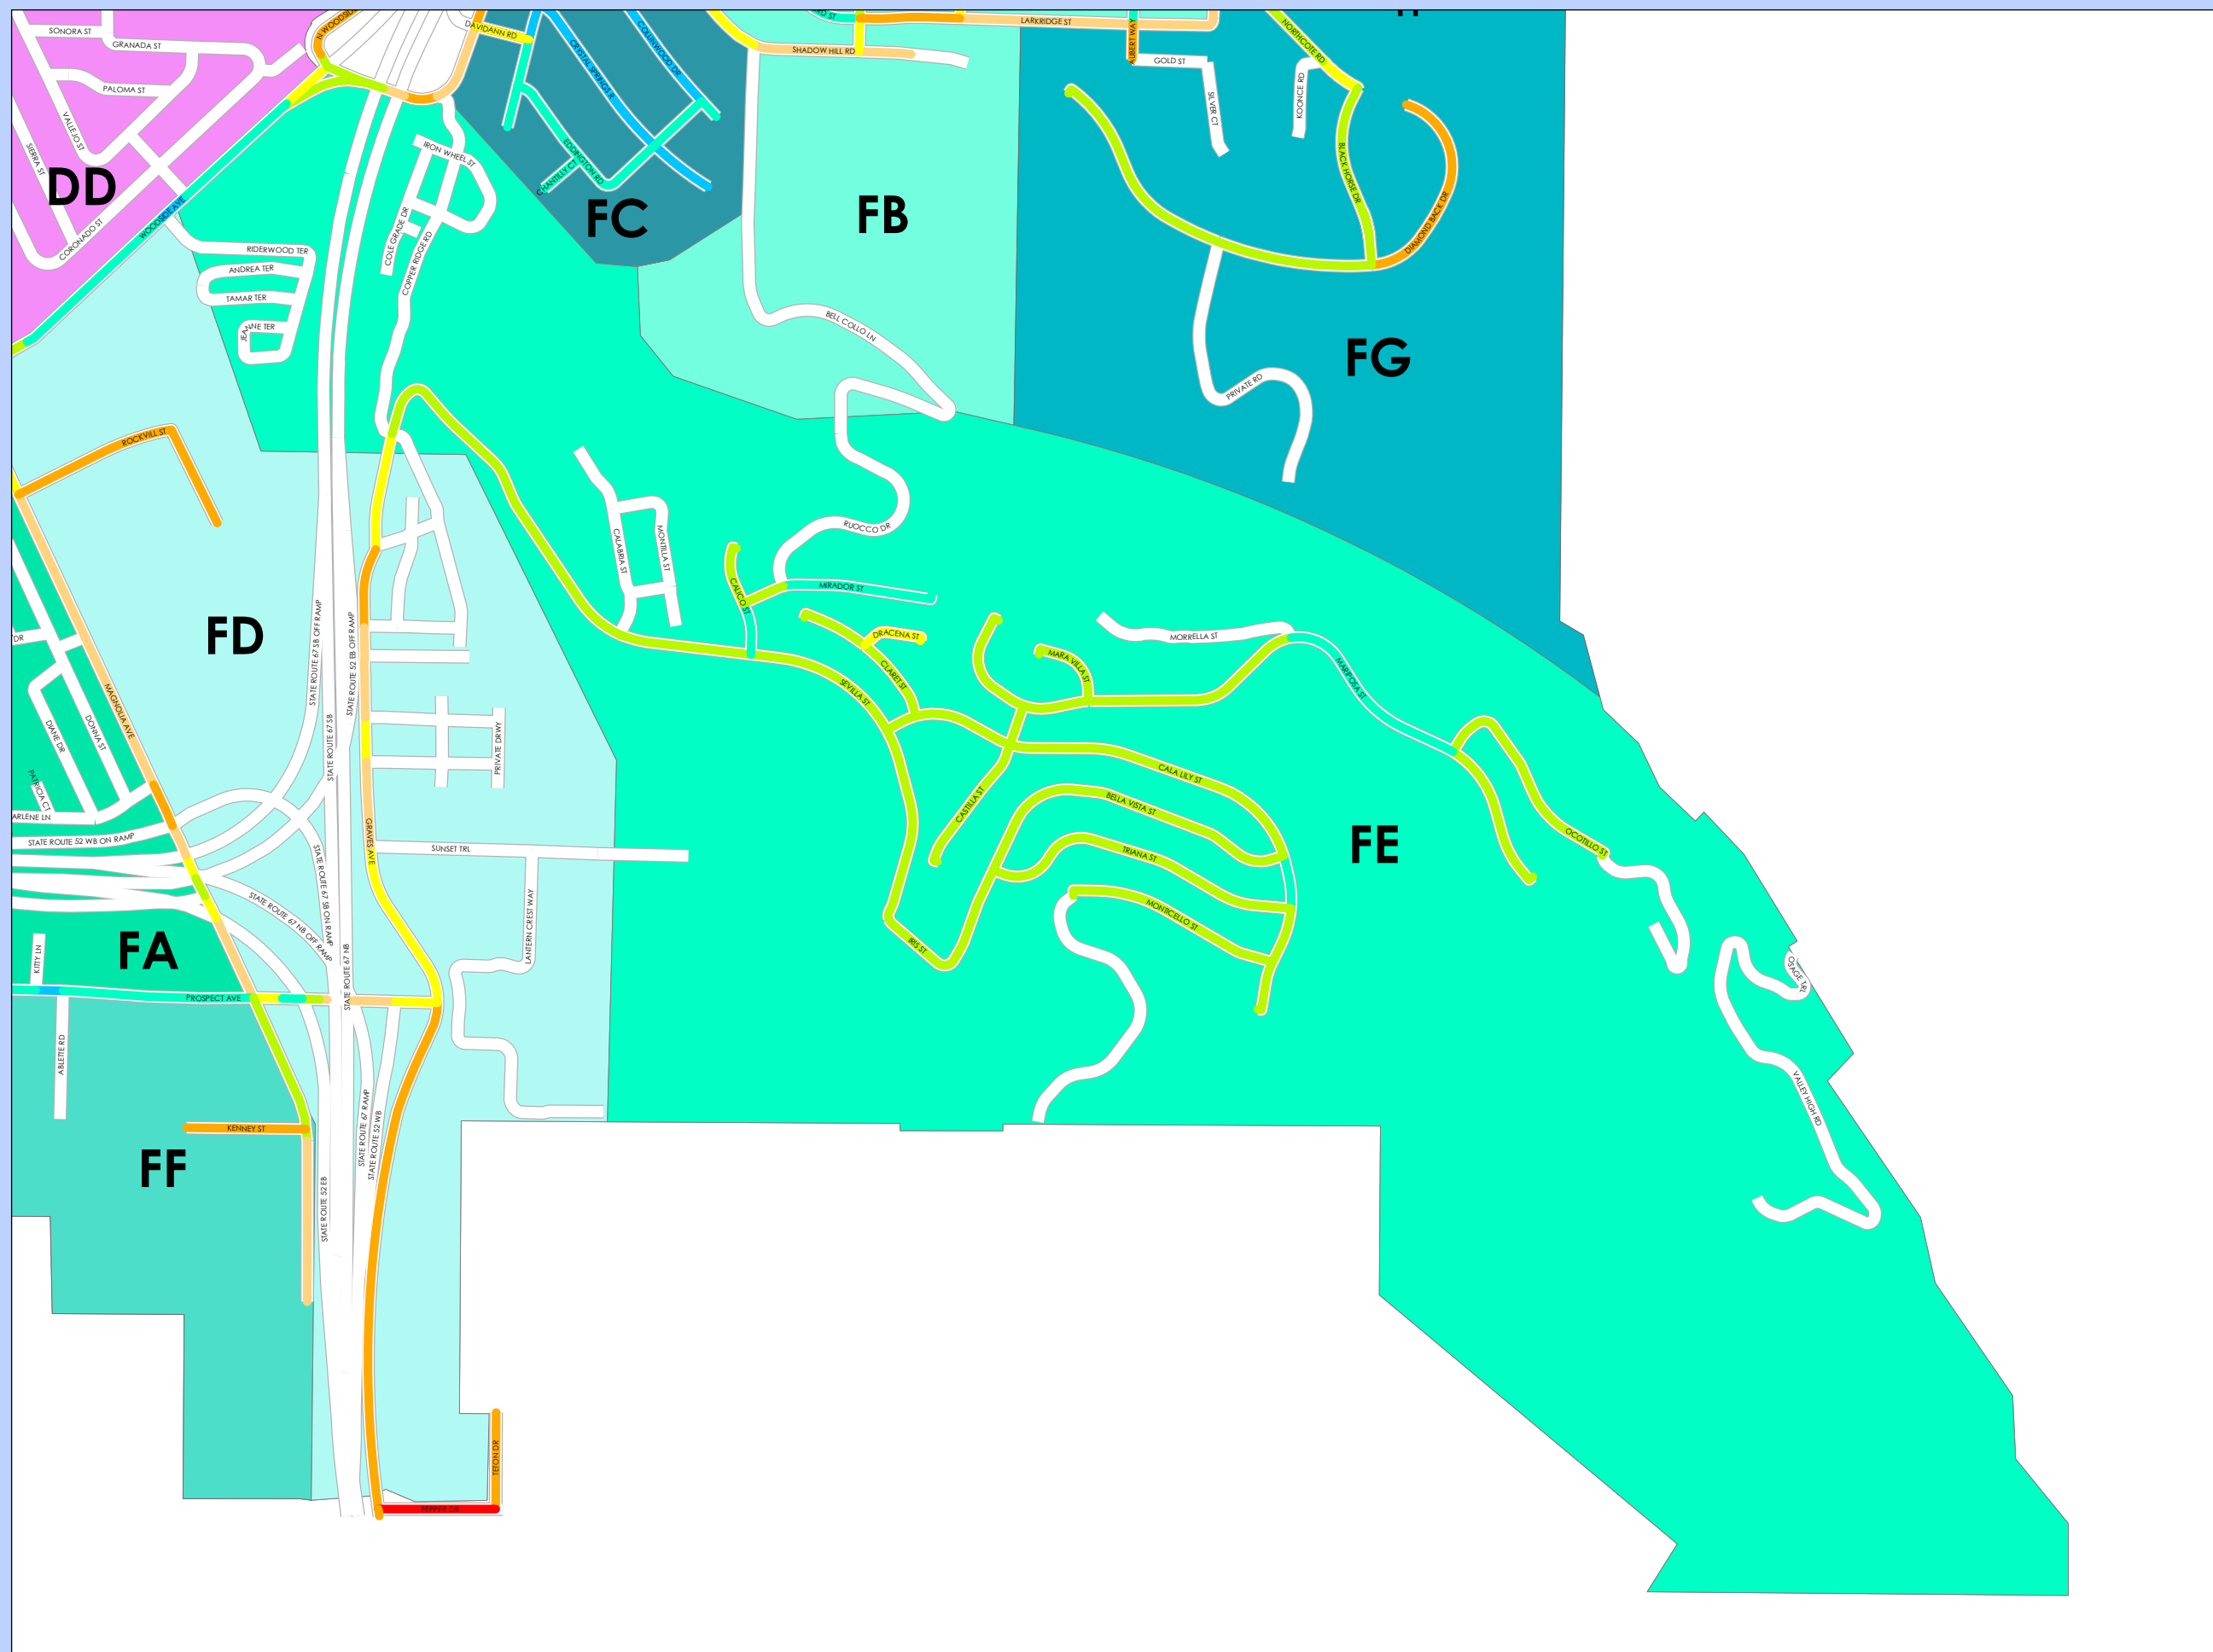 SONORA ST
GRANADA ST
PALOMA ST
VALLEJO ST
SIERRA ST
DD
CORONADO ST
WOODSIDE AVE
N WOODSIDE
DAVIDANN RD
CRYSTAL SPRINGS
EDGINGTON RD
CHANTILLY CT
FC
SHADOW HILL RD
LARKRIDGE ST
FB
GOLD ST
SILVER CT
KOONCE RD
NORTHCOTE RD
BLACK HORSE DR
DIAMOND BACK DR
FG
PRIVATE RD
IRON WHEEL ST
COLE GRADE DR
COPPER RIDGE RD
RIDERWOOD TER
ANDREA TER
TAMAR TER
JEANNE TER
BELL COLLO LN
RUOCCO DR
ROCKVILL ST
CALABRIA ST
MONTILLA ST
CALICO ST
MIRADOR ST
DRACENA ST
CLARET ST
SEVILLA ST
MARA VILLA ST
MORRELLA ST
MARIPOSA ST
CALA LILY ST
BELLA VISTA ST
TRIANA ST
CASTILLA ST
MONTICELLO ST
IRIS ST
OCOTILLO ST
FE
OSAGE TRL
VALLEY HIGH RD
FD
STATE ROUTE 67 SB OFF RAMP
STATE ROUTE 52 EB OFF RAMP
STATE ROUTE 67 SB
MAGNOLIA AVE
DR
DIANE DR
DONNA ST
PATRICIA CT
ARLENE LN
STATE ROUTE 52 WB ON RAMP
PRIVATE DRWY
GRAVES AVE
SUNSET TRL
LANTERN CREST WAY
STATE ROUTE 67 SB ON RAMP
STATE ROUTE 67 NB OFF RAMP
STATE ROUTE 67 NB
FA
KITTY LN
PROSPECT AVE
ABLETTE RD
KENNEY ST
FF
STATE ROUTE 67 RAMP
STATE ROUTE 52 WB
STATE ROUTE 52 EB
TETON DR
PEPPER DR